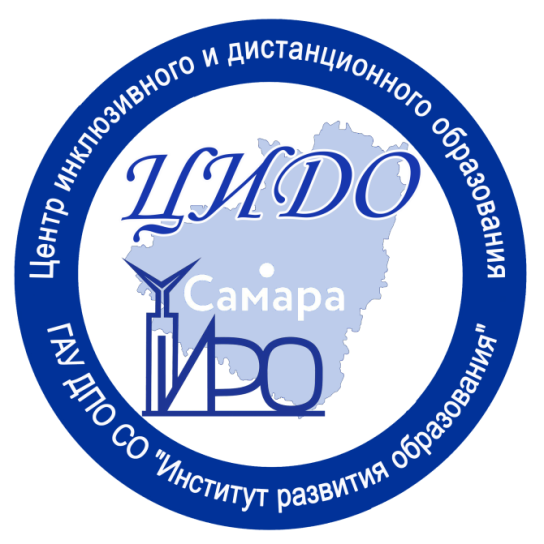 Центр инклюзивного и дистанционного образования
ЦИДО
Самара
ИРО
ГАУ ДПО СО "Институт развития образования"